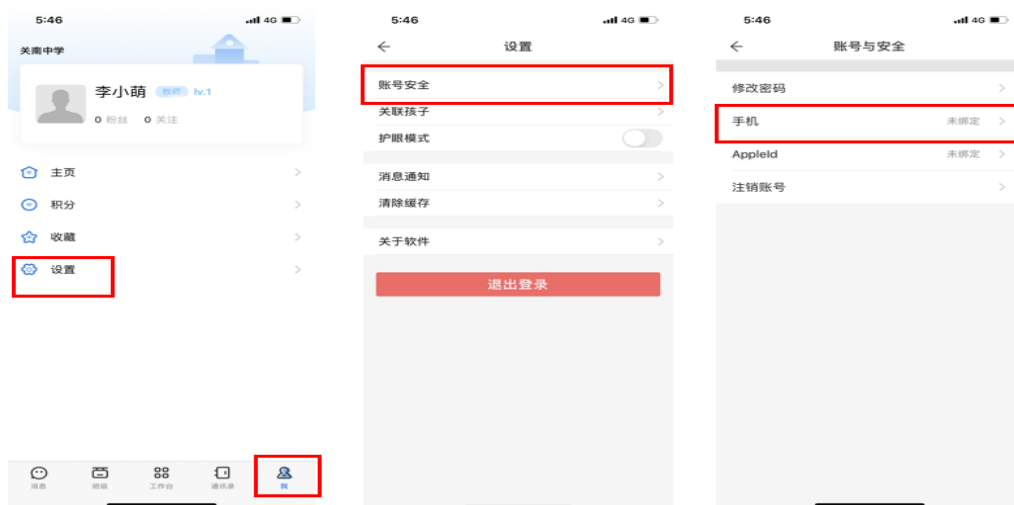 5:46
4G
关南中学
李小萌 教师 lv.1
0 粉丝 0 关注
主页
积分
收藏
设置
消息 班级 工作台 通讯录 我
5:46
4G
设置
账号安全
关联孩子
护眼模式
消息通知
清除缓存
关于软件
退出登录
5:46
4G
账号与安全
修改密码
手机 未绑定
AppleId 未绑定
注销账号